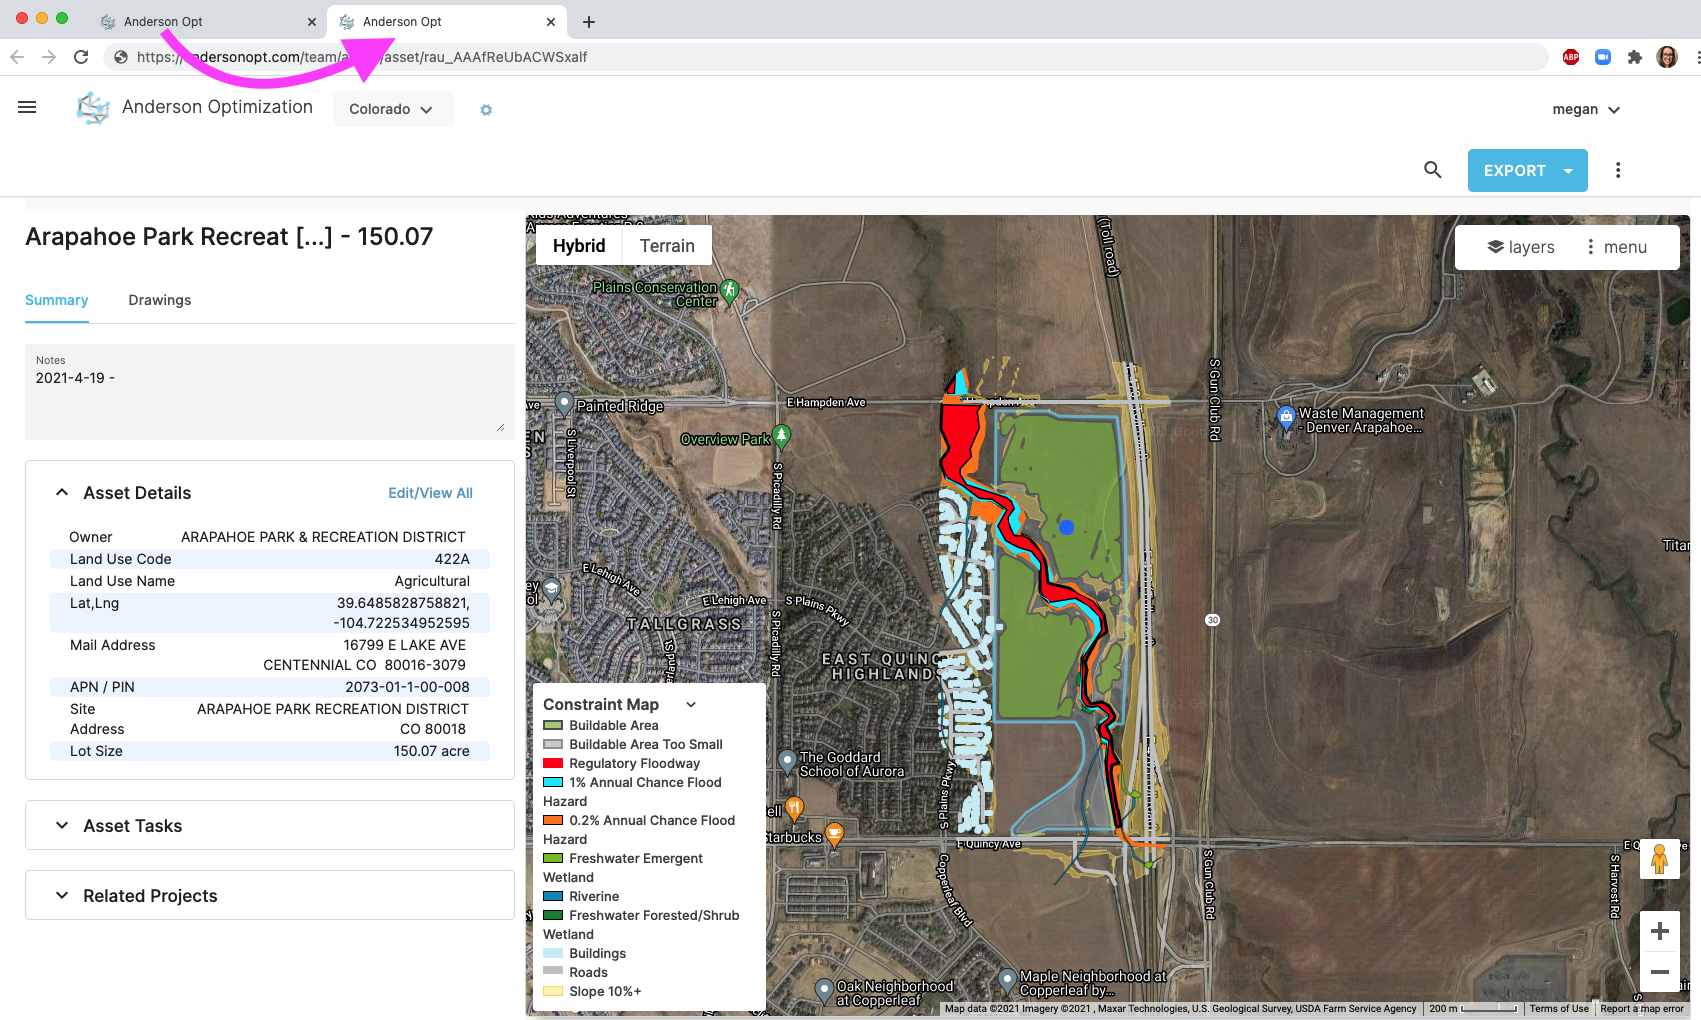 Anderson Opt
Anderson Opt
andersonopt.com/team/
/asset/rau_AAAfReUbACWSxalf
ABP
Anderson Optimization
Colorado
megan
EXPORT
Arapahoe Park Recreat [...] - 150.07
Summary
Drawings
Notes
2021-4-19 -
Asset Details
Edit/View All
Owner ARAPAHOE PARK & RECREATION DISTRICT
Land Use Code 422A
Land Use Name Agricultural
Lat,Lng 39.6485828758821,
-104.722534952595
Mail Address 16799 E LAKE AVE
CENTENNIAL CO 80016-3079
APN / PIN 2073-01-1-00-008
Site ARAPAHOE PARK RECREATION DISTRICT
Address CO 80018
Lot Size 150.07 acre
Asset Tasks
Related Projects
Hybrid
Terrain
layers
menu
(Toll road)
Plains Conservation
Center
E Hampden Ave
Hampden Ave
Painted Ridge
Overview Park
S Liverpool St
S Picadilly Rd
S Gun Club Rd
Waste Management
- Denver Arapahoe...
E Lehigh Ave
E Lehigh Ave
S Plains Pkwy
TALLGRASS
S Picadilly Rd
EAST QUINCY
HIGHLANDS
30
The Goddard
School of Aurora
Starbucks
S Plains Pkwy
E Quincy Ave
Copperleaf Blvd
S Gun Club Rd
S Harvest Rd
Oak Neighborhood
at Copperleaf
Maple Neighborhood at
Copperleaf by...
Constraint Map
Buildable Area
Buildable Area Too Small
Regulatory Floodway
1% Annual Chance Flood
Hazard
0.2% Annual Chance Flood
Hazard
Freshwater Emergent
Wetland
Riverine
Freshwater Forested/Shrub
Wetland
Buildings
Roads
Slope 10%+
Map data ©2021 Imagery ©2021 , Maxar Technologies, U.S. Geological Survey, USDA Farm Service Agency
200 m
Terms of Use
Report a map error